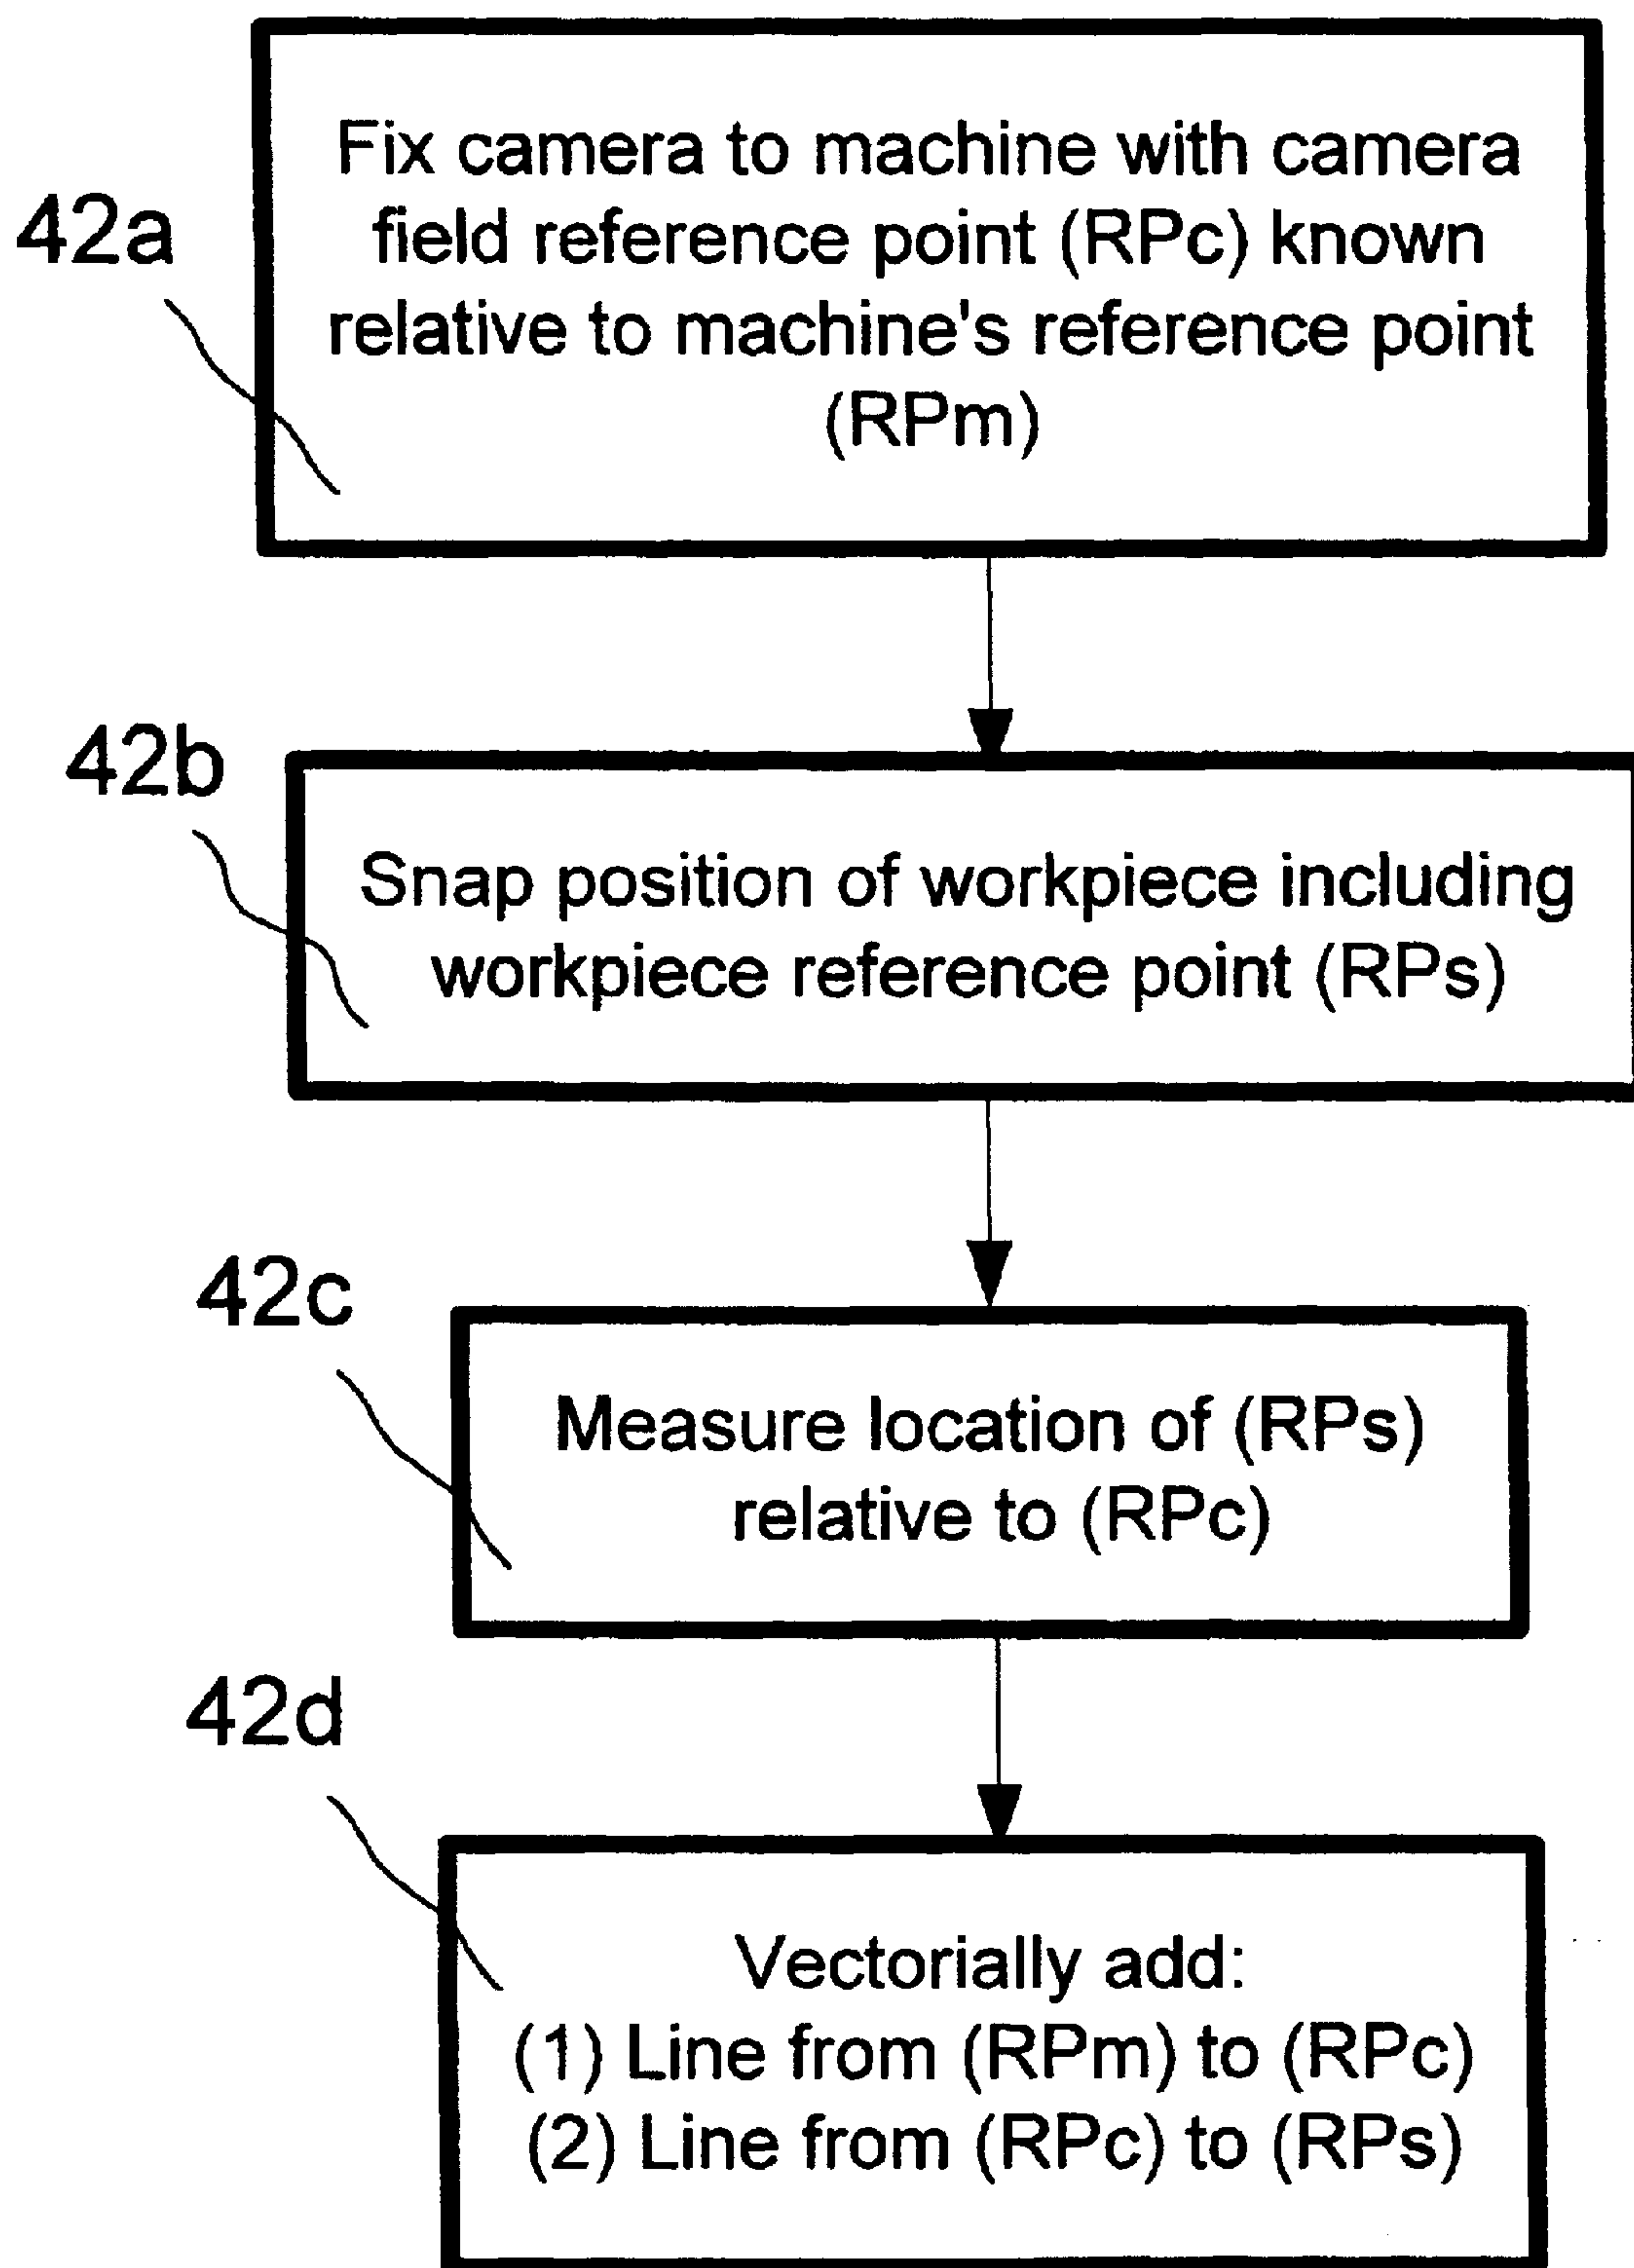 42a
Fix camera to machine with camera
field reference point (RPc) known
relative to machine's reference point
(RPm)
42b
Snap position of workpiece including
workpiece reference point (RPs)
42c
Measure location of (RPs)
relative to (RPc)
42d
Vectorially add:
(1) Line from (RPm) to (RPc)
(2) Line from (RPc) to (RPs)